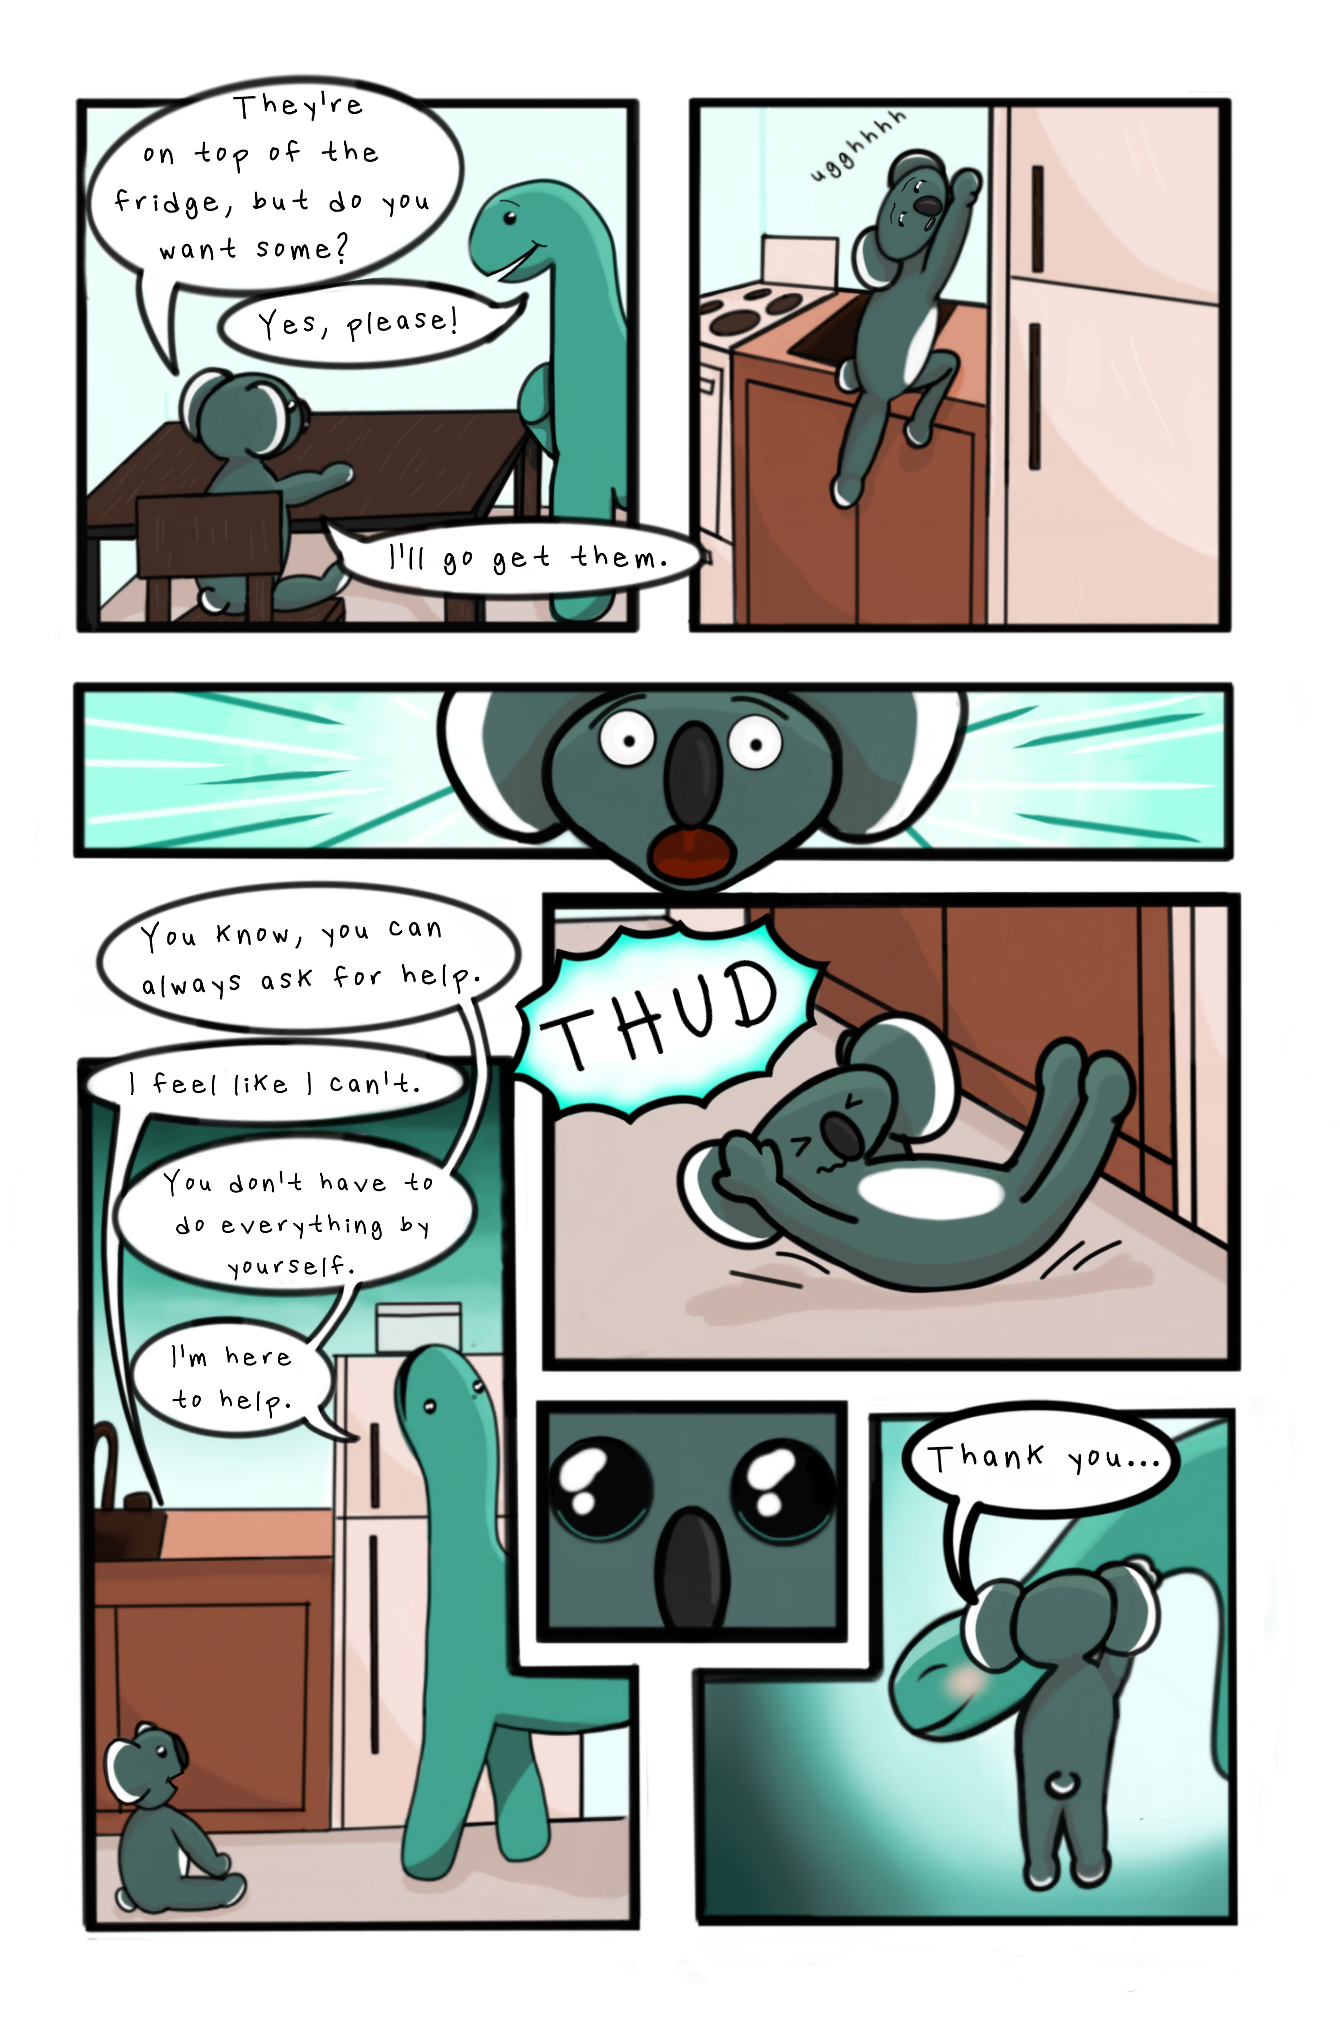 They're
on top of the
fridge, but do you
want some?
Yes, please!
I'll go get them.
ugghhhh
You know, you can
always ask for help.
I feel like I can't.
You don't have to
do everything by
yourself.
I'm here
to help.
THUD
Thank you...